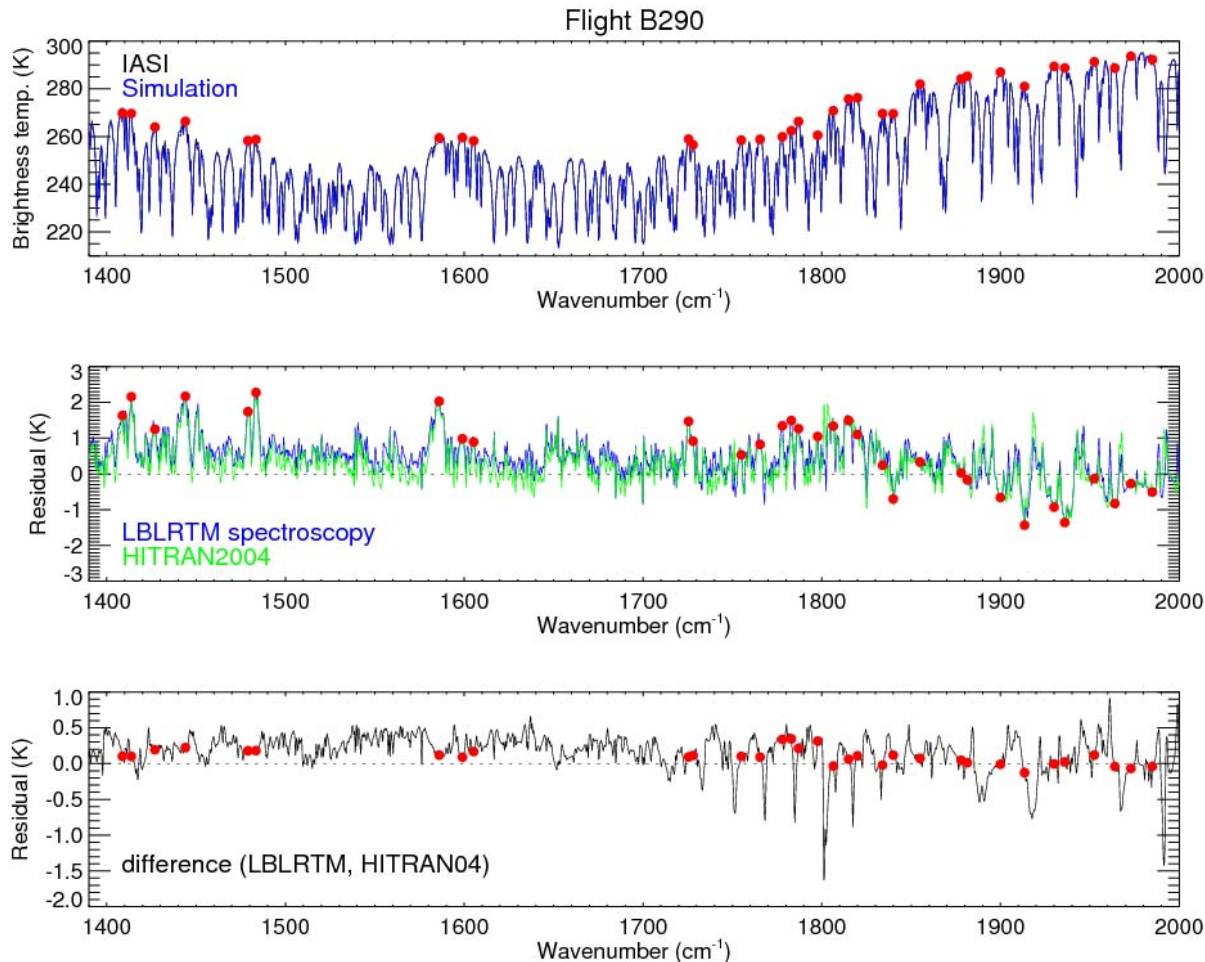 Flight B290
300
280
260
240
220
Brightness temp. (K)
IASI
Simulation
1400 1500 1600 1700 1800 1900 2000
Wavenumber (cm⁻¹)
3
2
1
0
-1
-2
-3
Residual (K)
LBLRTM spectroscopy
HITRAN2004
1400 1500 1600 1700 1800 1900 2000
Wavenumber (cm⁻¹)
1.0
0.5
0.0
-0.5
-1.0
-1.5
-2.0
Residual (K)
difference (LBLRTM, HITRAN04)
1400 1500 1600 1700 1800 1900 2000
Wavenumber (cm⁻¹)